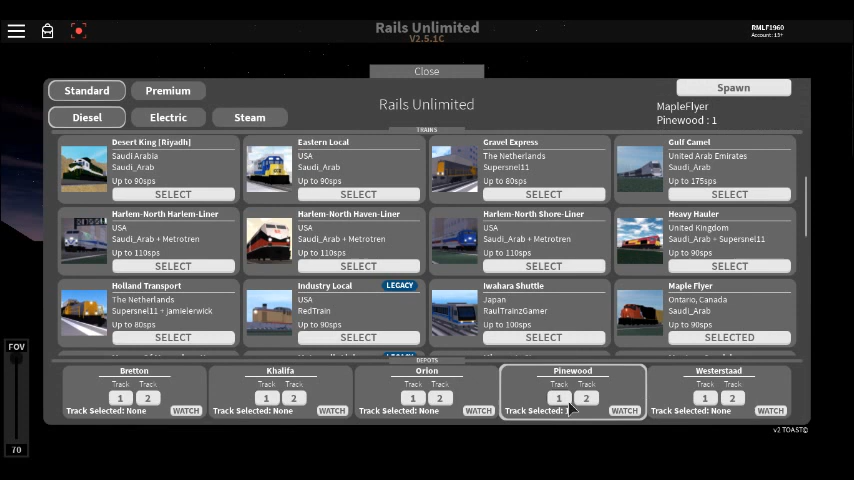 Rails Unlimited
V2.5.1C
RMLF1960
Account: 13+
Close
Standard
Premium
Spawn
Rails Unlimited
MapleFlyer
Pinewood : 1
Diesel
Electric
Steam
TRAINS
Desert King [Riyadh]
Saudi Arabia
Saudi_Arab
Up to 90sps
SELECT
Eastern Local
USA
Saudi_Arab
Up to 90sps
SELECT
Gravel Express
The Netherlands
Supersnel11
Up to 80sps
SELECT
Gulf Camel
United Arab Emirates
Saudi_Arab
Up to 175sps
SELECT
Harlem-North Harlem-Liner
USA
Saudi_Arab + Metrotren
Up to 110sps
SELECT
Harlem-North Haven-Liner
USA
Saudi_Arab + Metrotren
Up to 110sps
SELECT
Harlem-North Shore-Liner
USA
Saudi_Arab + Metrotren
Up to 110sps
SELECT
Heavy Hauler
United Kingdom
Saudi_Arab + Supersnel11
Up to 90sps
SELECT
Holland Transport
The Netherlands
Supersnel11 + Jamielerwick
Up to 80sps
SELECT
Industry Local
LEGACY
USA
RedTrain
Up to 90sps
SELECT
Iwahara Shuttle
Japan
RaulTrainzGamer
Up to 100sps
SELECT
Maple Flyer
Ontario, Canada
Saudi_Arab
Up to 90sps
SELECTED
DEPOTS
Bretton
Track Track
1 2
Track Selected: None
WATCH
Khalifa
Track Track
1 2
Track Selected: None
WATCH
Orion
Track Track
1 2
Track Selected: None
WATCH
Pinewood
Track Track
1 2
Track Selected: 1
WATCH
Westerstaad
Track Track
1 2
Track Selected: None
WATCH
FOV
70
v2 TOAST©